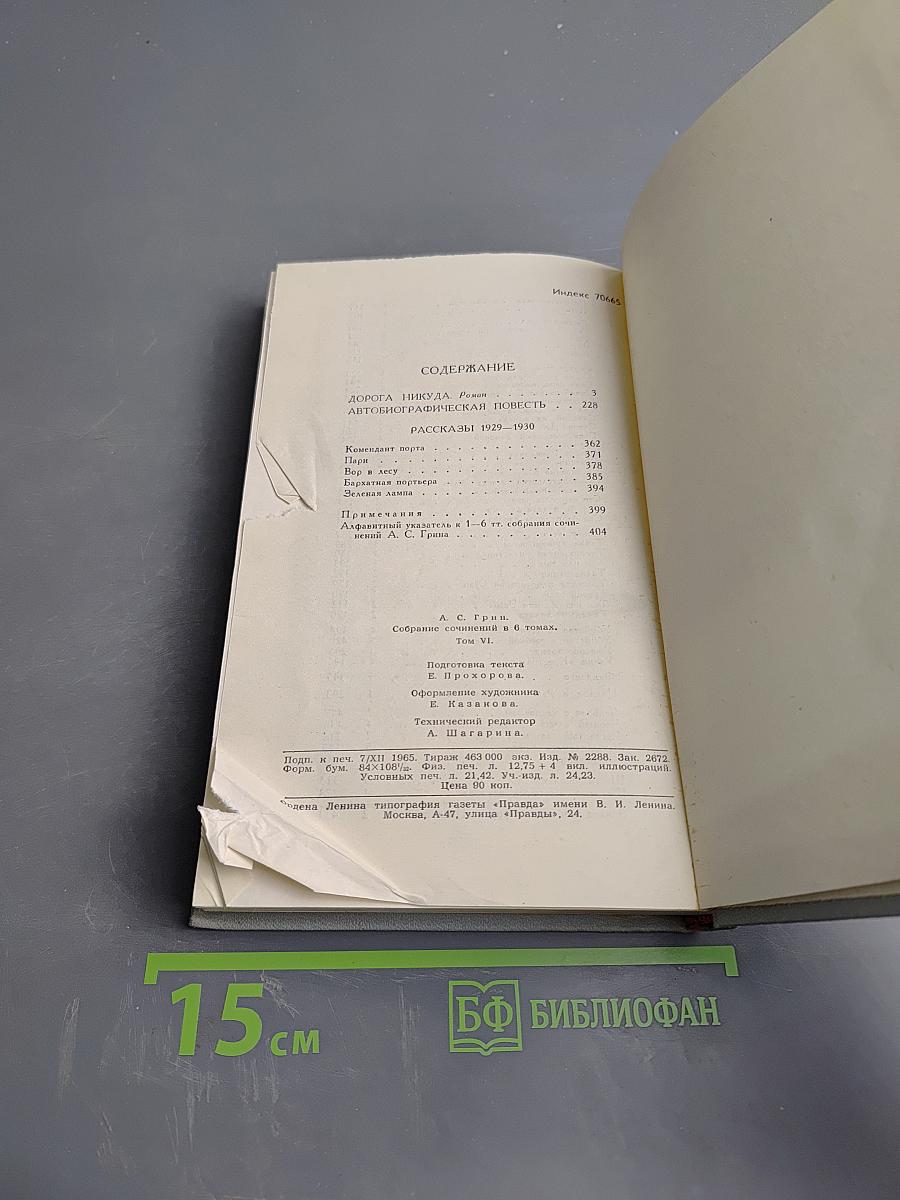 Индекс 70665
СОДЕРЖАНИЕ
ДОРОГА НИКУДА. Роман . . . . . . . 3
АВТОБИОГРАФИЧЕСКАЯ ПОВЕСТЬ . . 228
РАССКАЗЫ 1929—1930
Комендант порта . . . . . . . . . . . . 362
Пари . . . . . . . . . . . . . . . 371
Вор в лесу . . . . . . . . . . . . . 378
Бархатная портьера . . . . . . . . . . . 385
Зеленая лампа . . . . . . . . . . . . 394
Примечания . . . . . . . . . . . . 399
Алфавитный указатель к 1—6 тт. собрания сочи-
нений А. С. Грина . . . . . . . . . . 404
А. С. Грин.
Собрание сочинений в 6 томах.
Том VI.
Подготовка текста
Е. Прохорова.
Оформление художника
Е. Казакова.
Технический редактор
А. Шагарина.
Подп. к печ. 7/XII 1965. Тираж 463 000 экз. Изд. № 2288. Зак. 2672.
Форм. бум. 84×108¹/₃₂. Физ. печ. л. 12,75 + 4 вкл. иллюстраций.
Условных печ. л. 21,42. Уч.-изд. л. 24,23.
Цена 90 коп.
Ордена Ленина типография газеты «Правда» имени В. И. Ленина.
Москва, А-47, улица «Правды», 24.
15 см
БФ БИБЛИОФАН